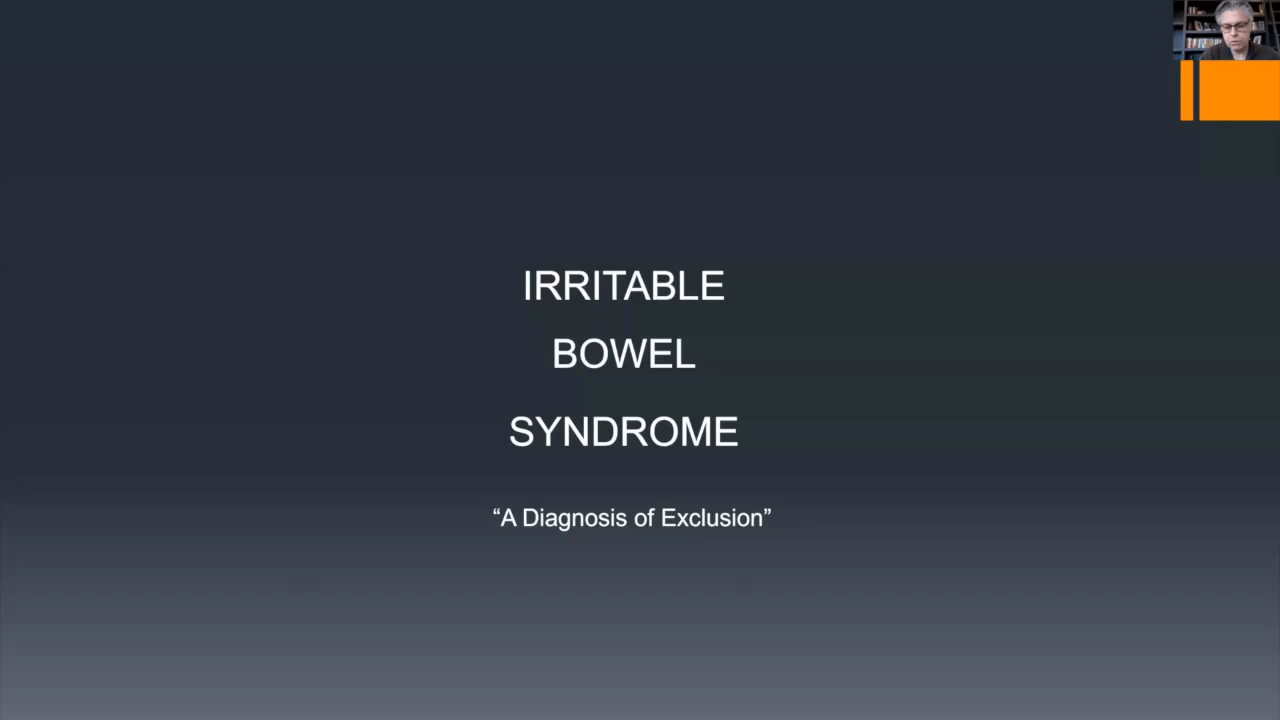 IRRITABLE
BOWEL
SYNDROME
“A Diagnosis of Exclusion”